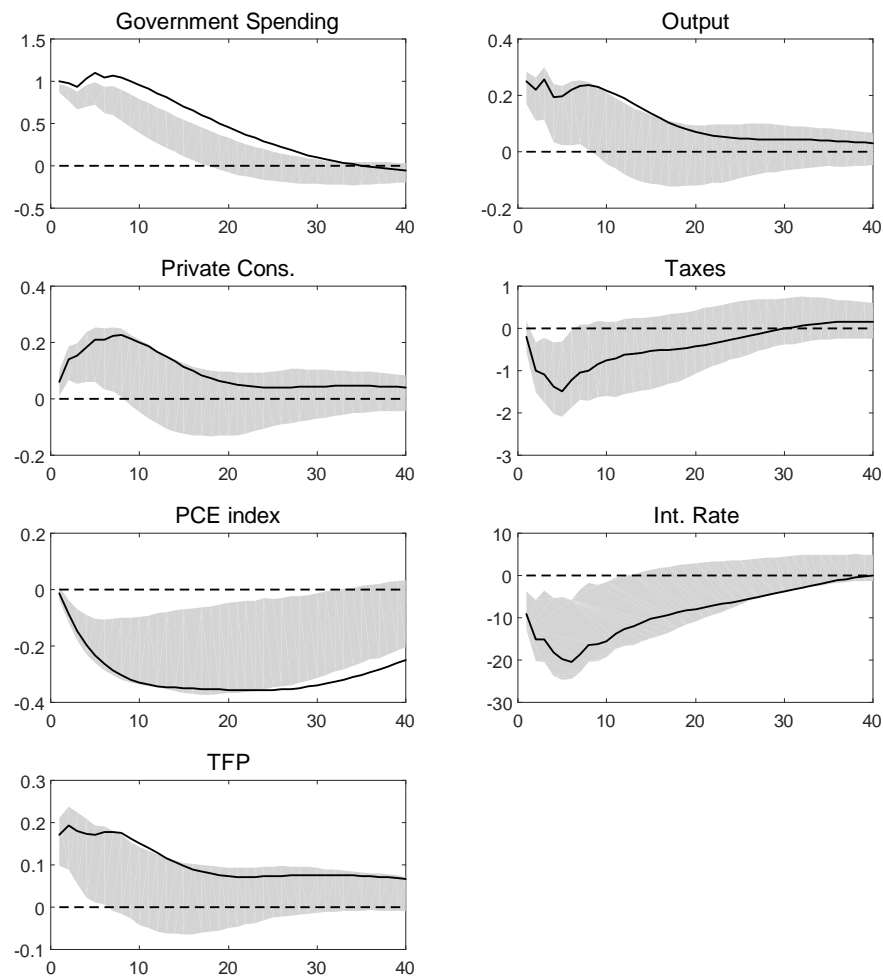 Government Spending
1.5
1
0.5
0
-0.5
0 10 20 30 40
Output
0.4
0.2
0
-0.2
0 10 20 30 40
Private Cons.
0.4
0.2
0
-0.2
0 10 20 30 40
Taxes
1
0
-1
-2
-3
0 10 20 30 40
PCE index
0.2
0
-0.2
-0.4
0 10 20 30 40
Int. Rate
10
0
-10
-20
-30
0 10 20 30 40
TFP
0.3
0.2
0.1
0
-0.1
0 10 20 30 40